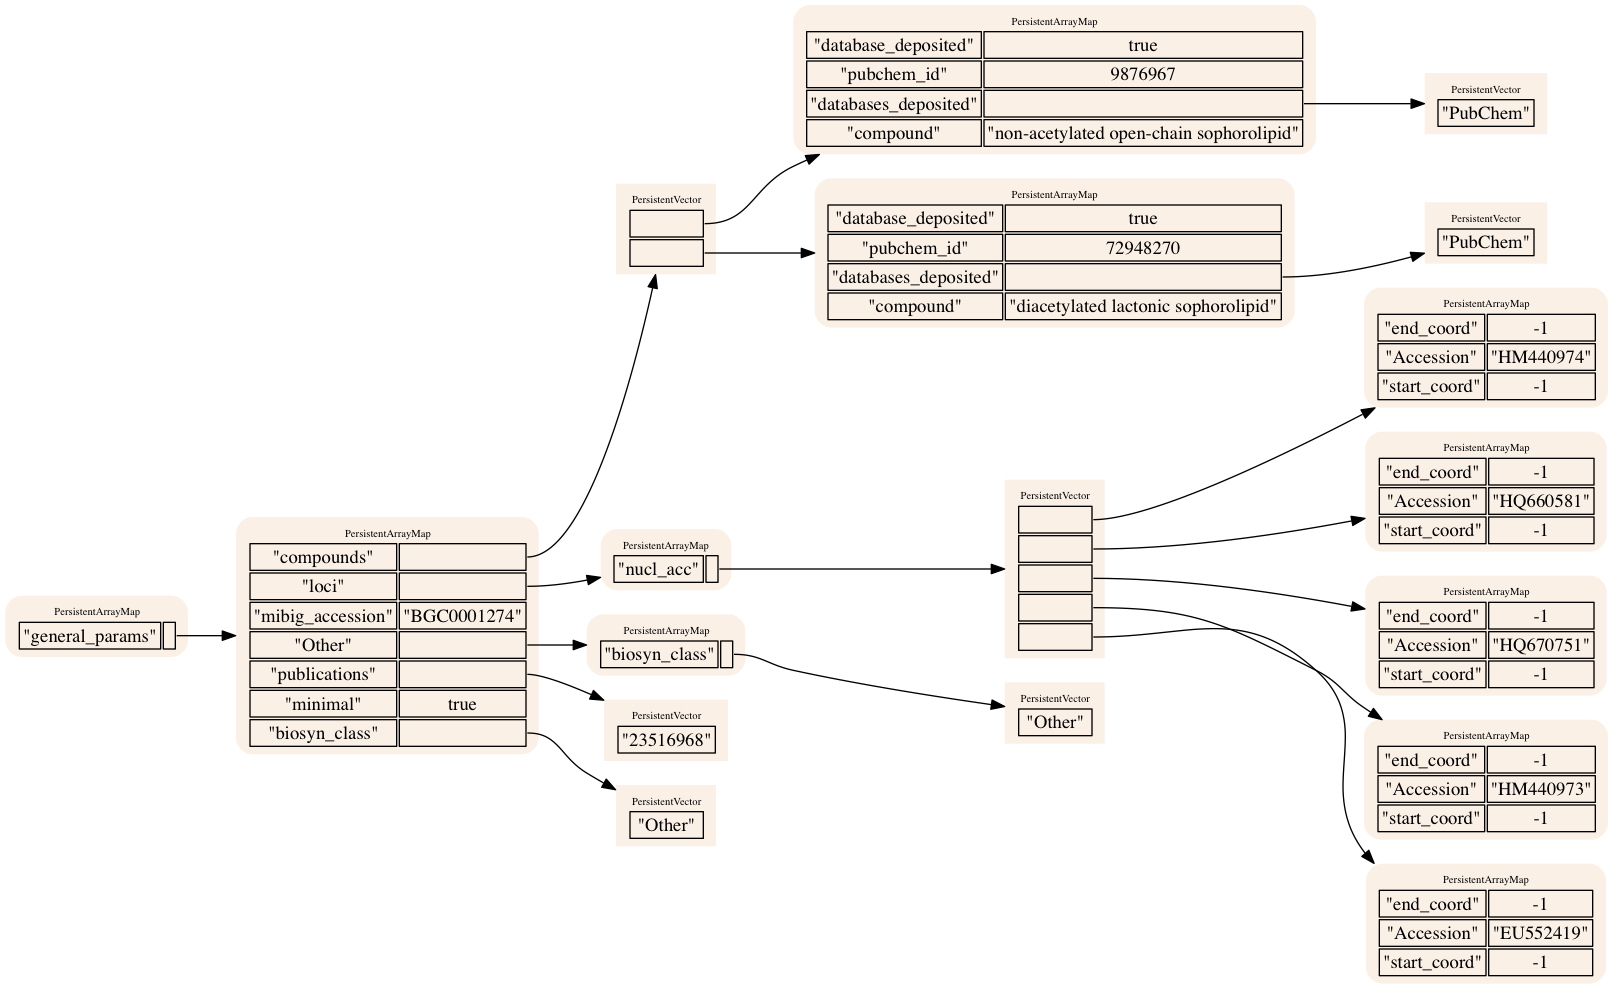 PersistentArrayMap
"general_params"
PersistentArrayMap
"compounds"
"loci"
"mibig_accession" "BGC0001274"
"Other"
"publications"
"minimal" true
"biosyn_class"
PersistentVector
PersistentArrayMap
"nucl_acc"
PersistentArrayMap
"biosyn_class"
PersistentVector
"23516968"
PersistentVector
"Other"
PersistentArrayMap
"database_deposited" true
"pubchem_id" 9876967
"databases_deposited"
"compound" "non-acetylated open-chain sophorolipid"
PersistentArrayMap
"database_deposited" true
"pubchem_id" 72948270
"databases_deposited"
"compound" "diacetylated lactonic sophorolipid"
PersistentVector
PersistentVector
"Other"
PersistentVector
"PubChem"
PersistentVector
"PubChem"
PersistentArrayMap
"end_coord" -1
"Accession" "HM440974"
"start_coord" -1
PersistentArrayMap
"end_coord" -1
"Accession" "HQ660581"
"start_coord" -1
PersistentArrayMap
"end_coord" -1
"Accession" "HQ670751"
"start_coord" -1
PersistentArrayMap
"end_coord" -1
"Accession" "HM440973"
"start_coord" -1
PersistentArrayMap
"end_coord" -1
"Accession" "EU552419"
"start_coord" -1